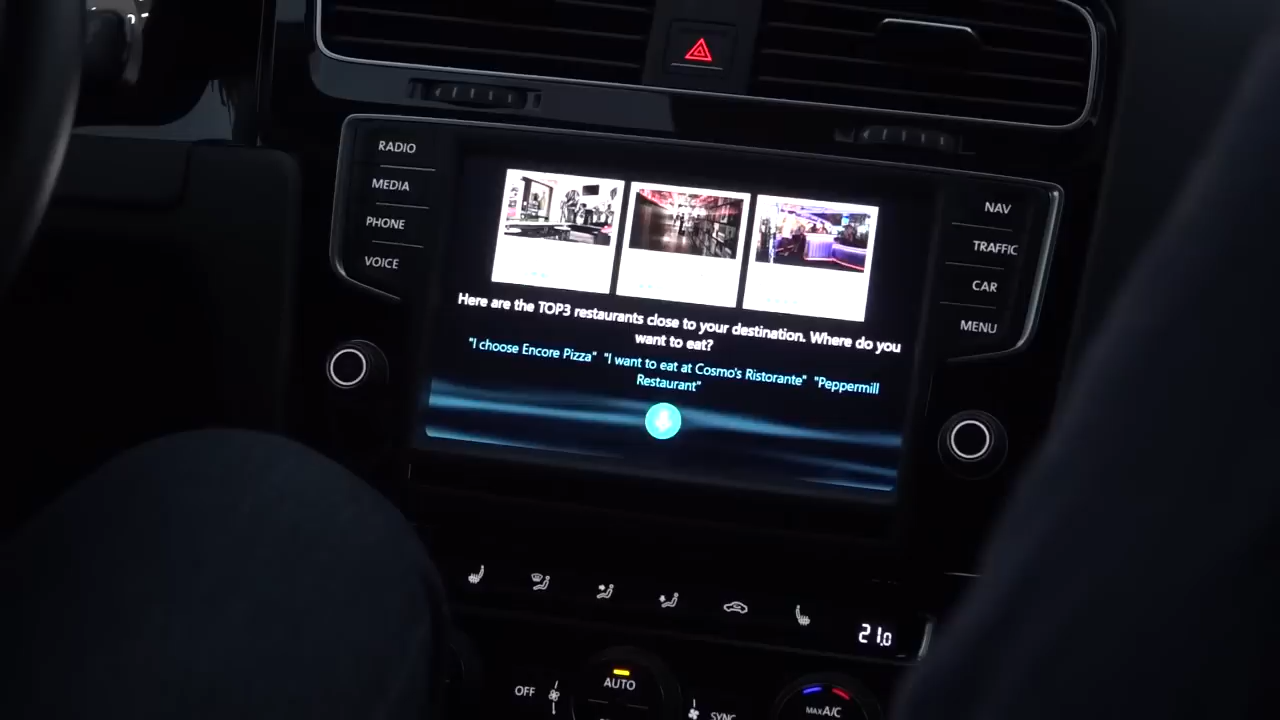 RADIO
MEDIA
PHONE
VOICE
NAV
TRAFFIC
CAR
MENU
Here are the TOP3 restaurants close to your destination. Where do you
want to eat?
"I choose Encore Pizza" "I want to eat at Cosmo's Ristorante" "Peppermill
Restaurant"
21.0
OFF
AUTO
SYNC
MAX A/C